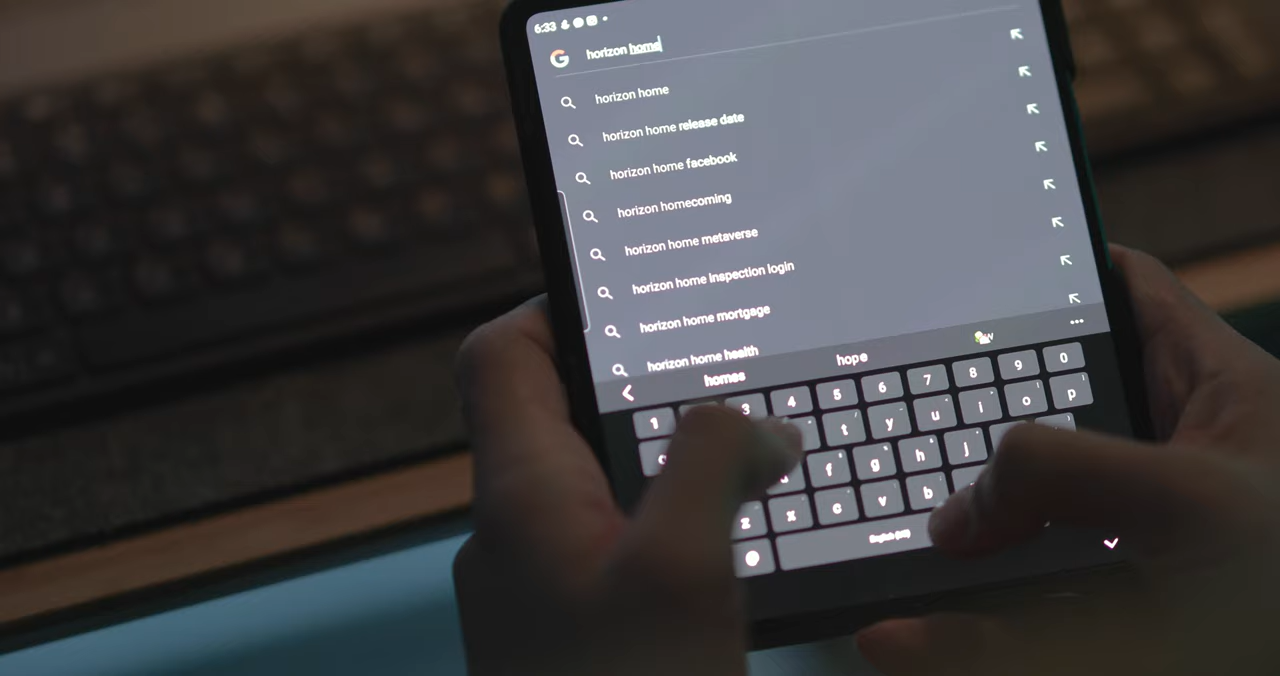 6:33
G horizon home
horizon home
horizon home release date
horizon home facebook
horizon homecoming
horizon home metaverse
horizon home inspection login
horizon home mortgage
horizon home health
homes hope
1 3 4 5 6 7 8 9 0
t y u i o p
f g h j
z x c v b
English (US)